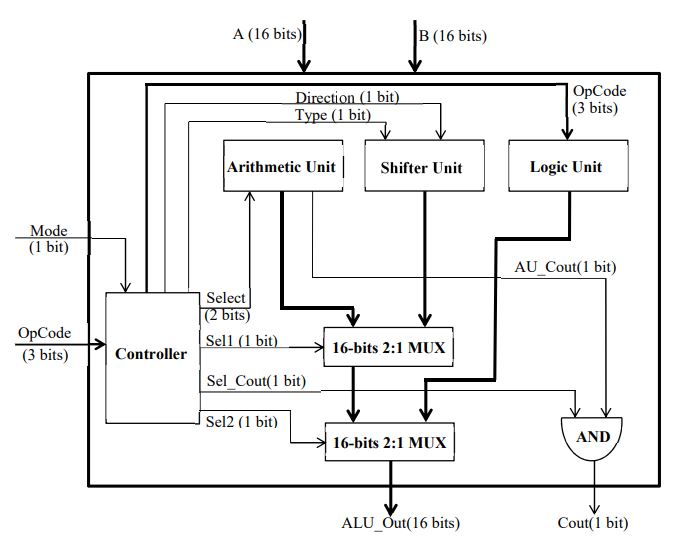 A (16 bits)
B (16 bits)
OpCode
(3 bits)
Direction (1 bit)
Type (1 bit)
Arithmetic Unit
Shifter Unit
Logic Unit
Mode
(1 bit)
AU_Cout(1 bit)
Select
(2 bits)
OpCode
(3 bits)
Controller
Sel1 (1 bit)
16-bits 2:1 MUX
Sel_Cout(1 bit)
Sel2 (1 bit)
16-bits 2:1 MUX
AND
ALU_Out(16 bits)
Cout(1 bit)